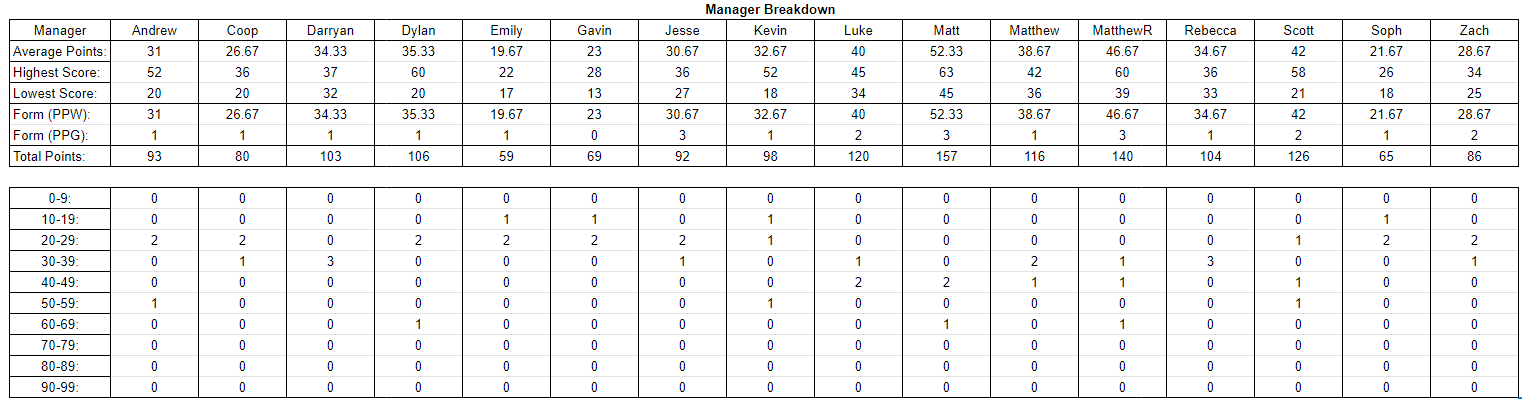 Manager Breakdown
Manager Andrew Coop Darryan Dylan Emily Gavin Jesse Kevin Luke Matt Matthew MatthewR Rebecca Scott Soph Zach
Average Points: 31 26.67 34.33 35.33 19.67 23 30.67 32.67 40 52.33 38.67 46.67 34.67 42 21.67 28.67
Highest Score: 52 36 37 60 22 28 36 52 45 63 42 60 36 58 26 34
Lowest Score: 20 20 32 20 17 13 27 18 34 45 36 39 33 21 18 25
Form (PPW): 31 26.67 34.33 35.33 19.67 23 30.67 32.67 40 52.33 38.67 46.67 34.67 42 21.67 28.67
Form (PPG): 1 1 1 1 1 0 3 1 2 3 1 3 1 2 1 2
Total Points: 93 80 103 106 59 69 92 98 120 157 116 140 104 126 65 86
0-9: 0 0 0 0 0 0 0 0 0 0 0 0 0 0 0 0
10-19: 0 0 0 0 1 1 0 1 0 0 0 0 0 0 1 0
20-29: 2 2 0 2 2 2 2 1 0 0 0 0 0 1 2 2
30-39: 0 1 3 0 0 0 1 0 1 0 2 1 3 0 0 1
40-49: 0 0 0 0 0 0 0 0 2 2 1 1 0 1 0 0
50-59: 1 0 0 0 0 0 0 1 0 0 0 0 0 1 0 0
60-69: 0 0 0 1 0 0 0 0 0 1 0 1 0 0 0 0
70-79: 0 0 0 0 0 0 0 0 0 0 0 0 0 0 0 0
80-89: 0 0 0 0 0 0 0 0 0 0 0 0 0 0 0 0
90-99: 0 0 0 0 0 0 0 0 0 0 0 0 0 0 0 0